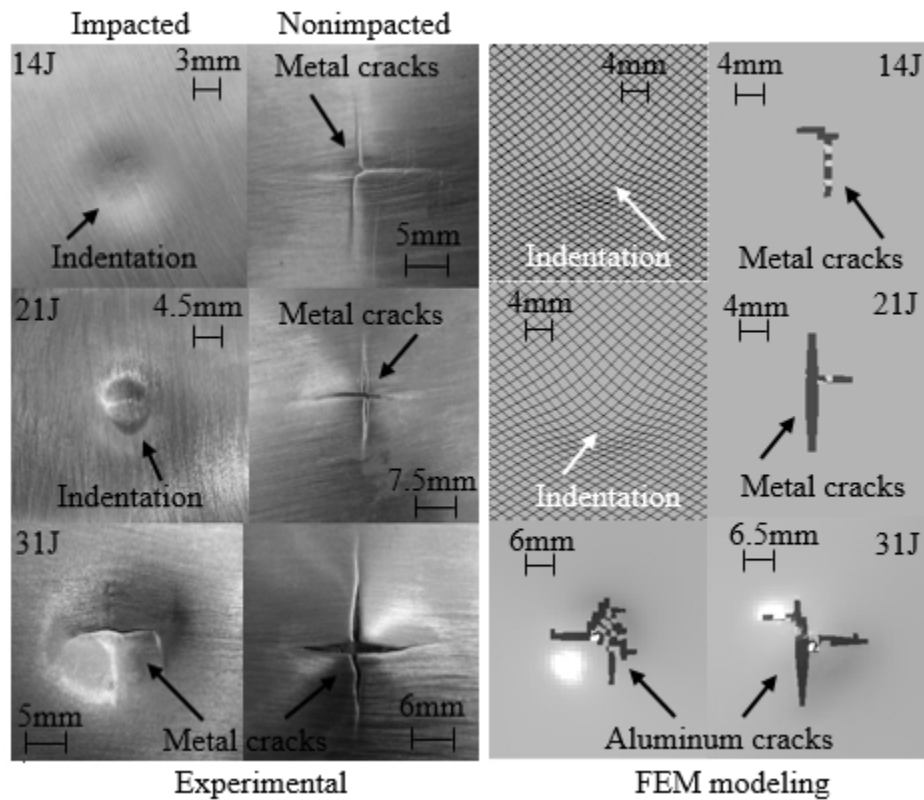 Impacted Nonimpacted
14J 3mm Metal cracks 4mm 4mm 14J
Indentation 5mm Indentation Metal cracks
21J 4.5mm Metal cracks 4mm 4mm 21J
Indentation 7.5mm Indentation Metal cracks
31J 6mm 6.5mm 31J
5mm Metal cracks 6mm Aluminum cracks
Experimental FEM modeling